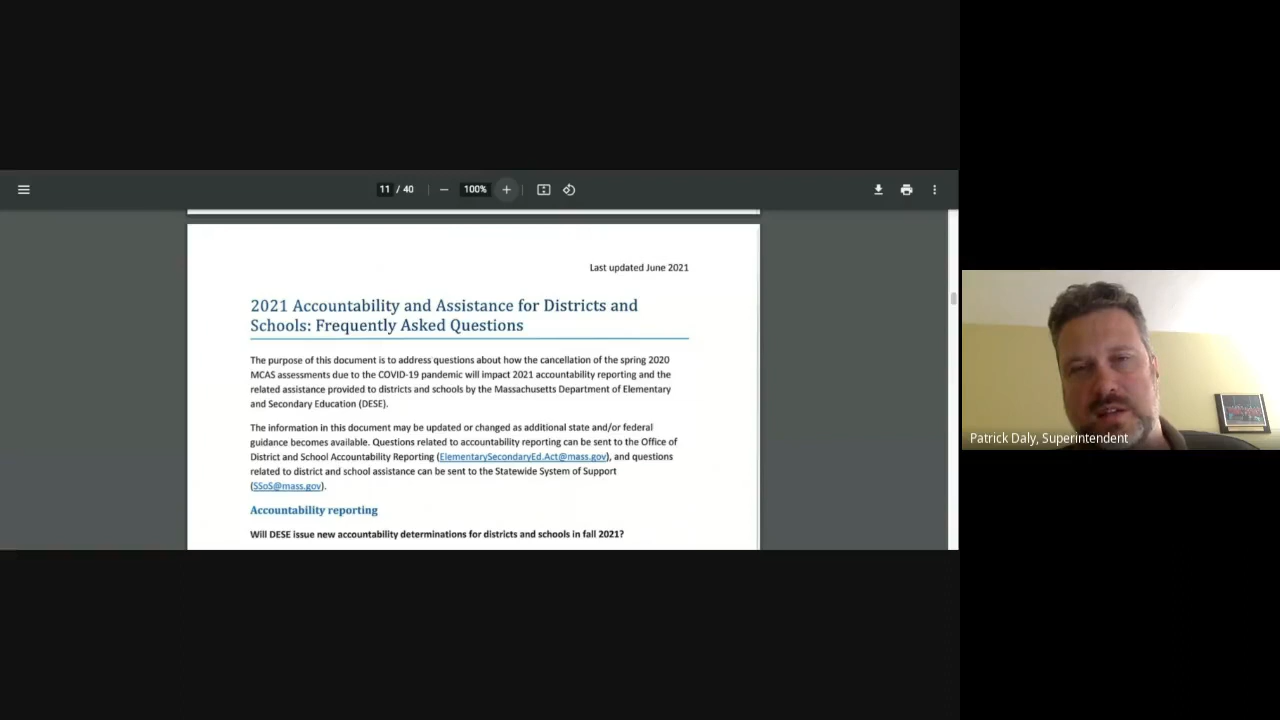 11 / 40
100%
Last updated June 2021
2021 Accountability and Assistance for Districts and
Schools: Frequently Asked Questions
The purpose of this document is to address questions about how the cancellation of the spring 2020
MCAS assessments due to the COVID-19 pandemic will impact 2021 accountability reporting and the
related assistance provided to districts and schools by the Massachusetts Department of Elementary
and Secondary Education (DESE).
The information in this document may be updated or changed as additional state and/or federal
guidance becomes available. Questions related to accountability reporting can be sent to the Office of
District and School Accountability Reporting (ElementarySecondaryEd.Act@mass.gov), and questions
related to district and school assistance can be sent to the Statewide System of Support
(SSoS@mass.gov).
Accountability reporting
Will DESE issue new accountability determinations for districts and schools in fall 2021?
Patrick Daly, Superintendent